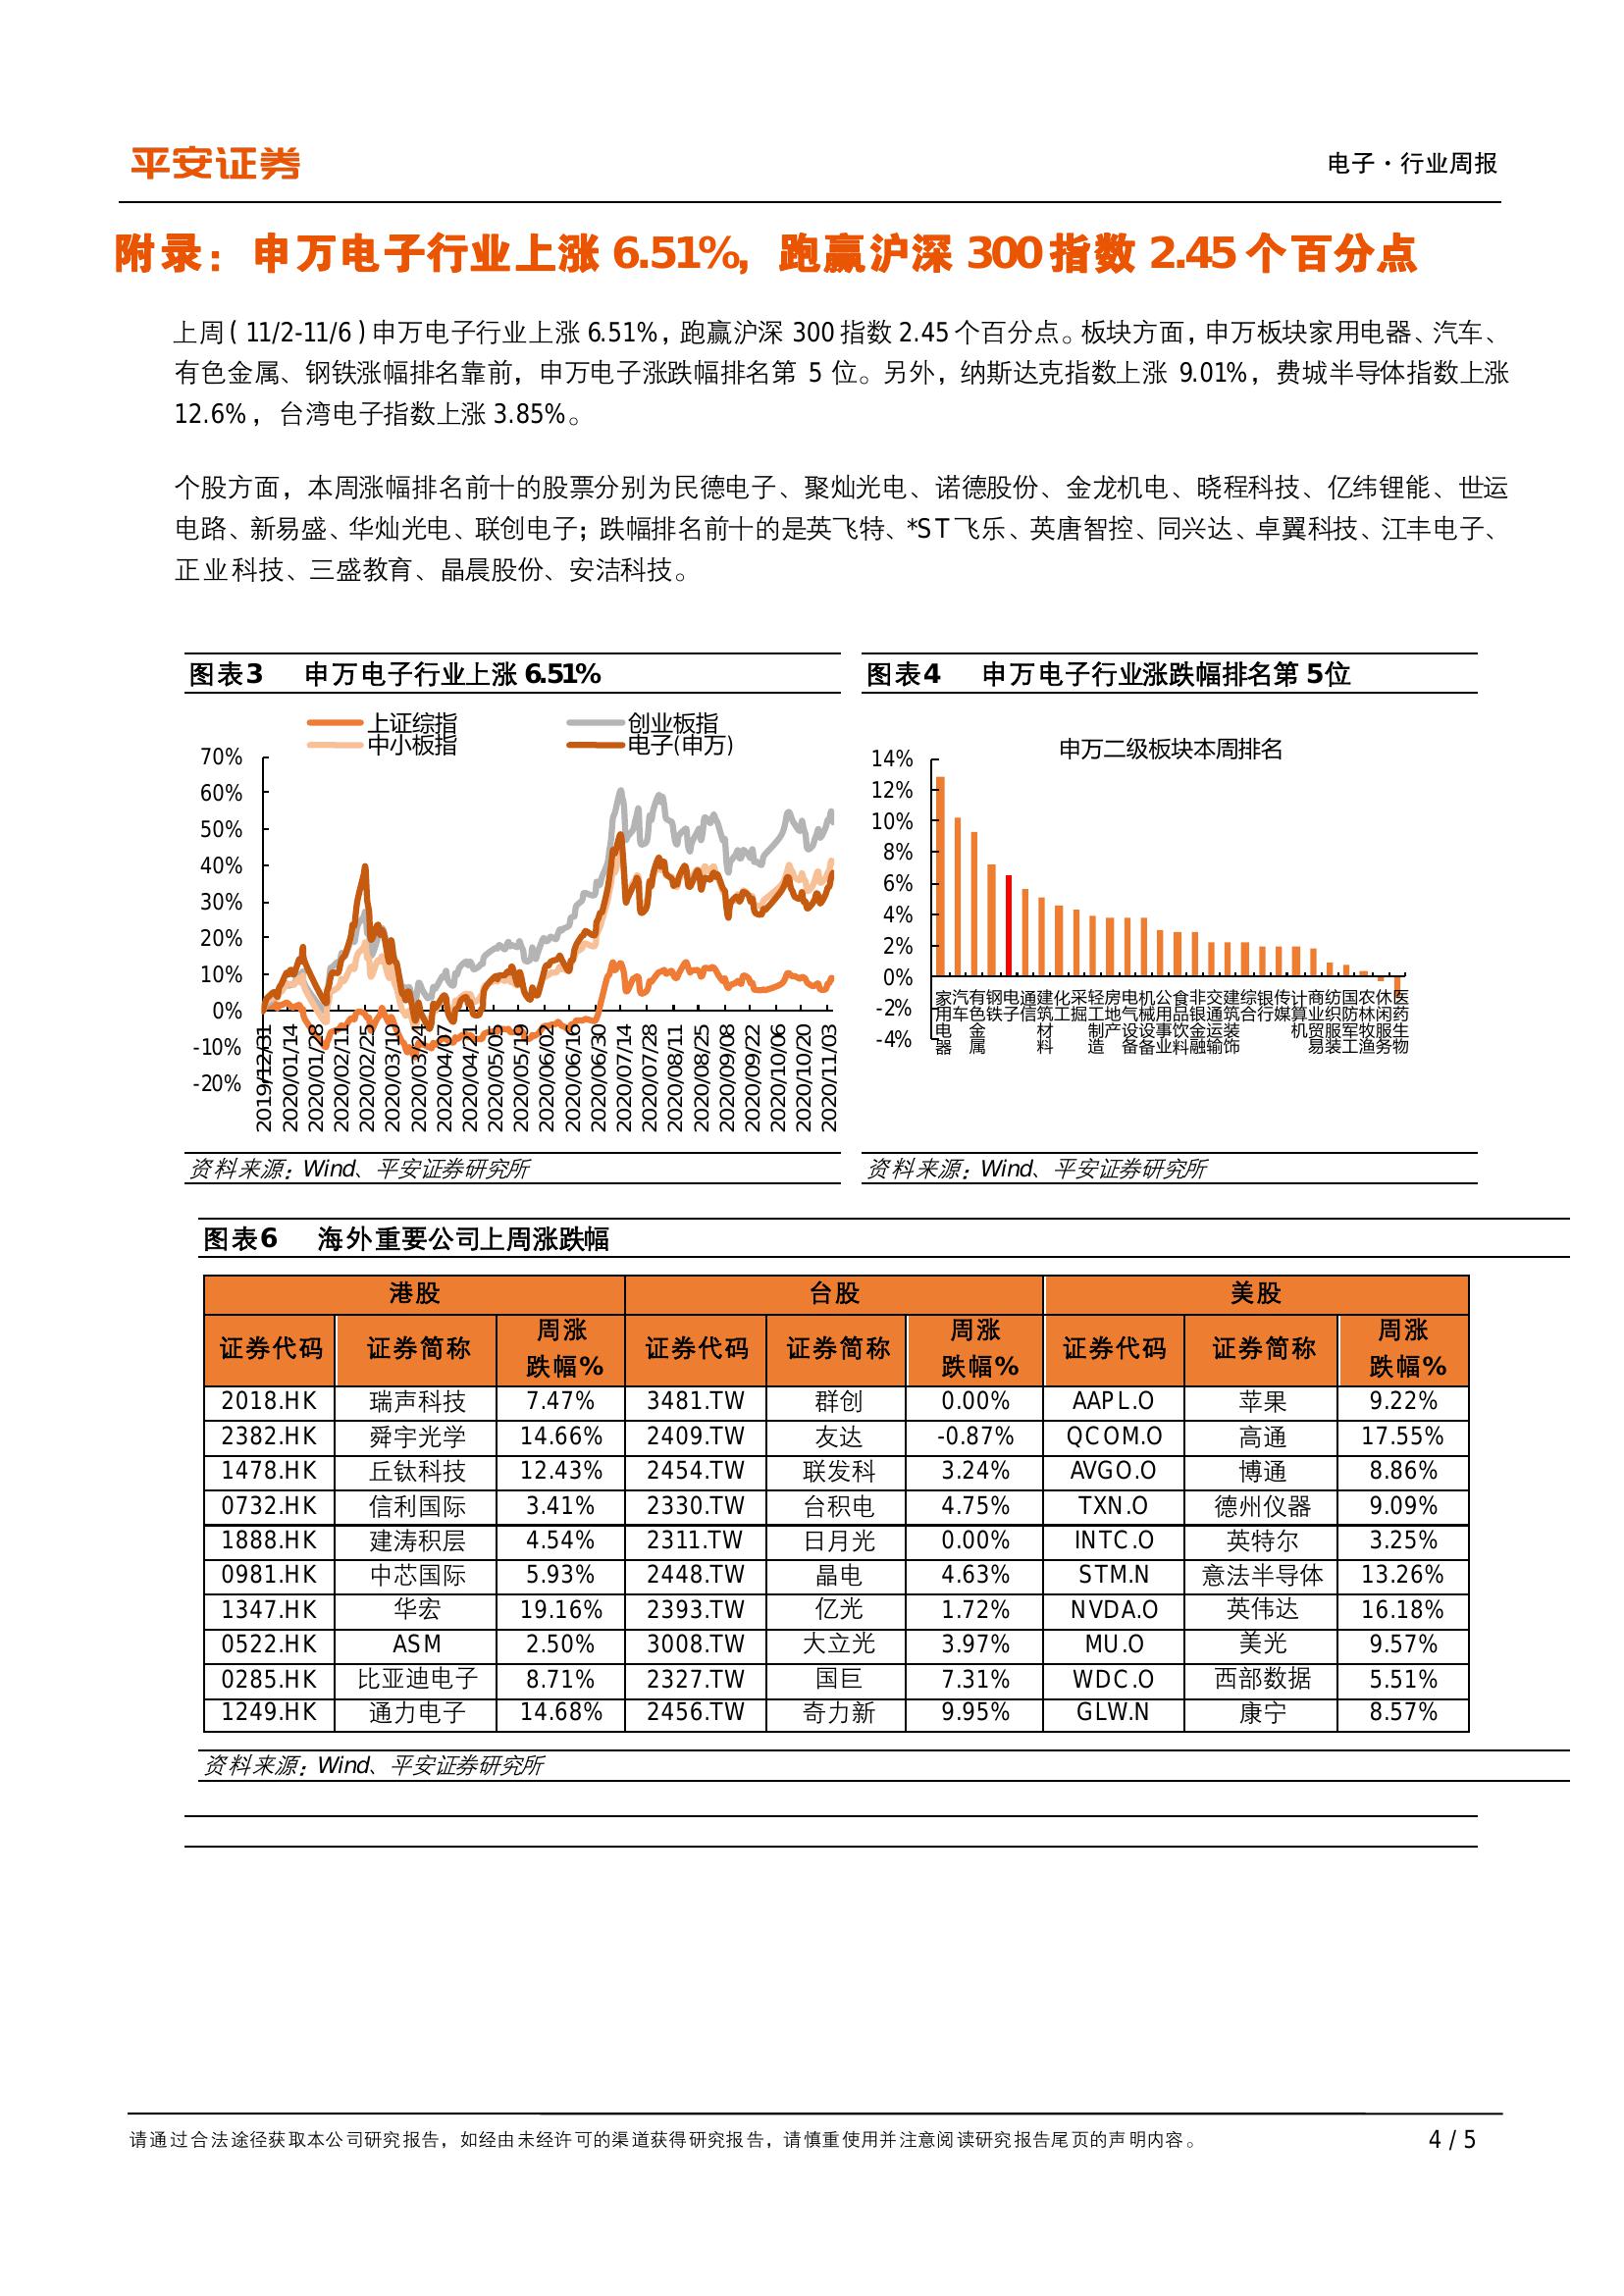 平安证券
电子·行业周报
附录：申万电子行业上涨 6.51%，跑赢沪深 300 指数 2.45 个百分点
上周（11/2-11/6）申万电子行业上涨 6.51%，跑赢沪深 300 指数 2.45 个百分点。板块方面，申万板块家用电器、汽车、
有色金属、钢铁涨幅排名靠前，申万电子涨跌幅排名第 5 位。另外，纳斯达克指数上涨 9.01%，费城半导体指数上涨
12.6%，台湾电子指数上涨 3.85%。
个股方面，本周涨幅排名前十的股票分别为民德电子、聚灿光电、诺德股份、金龙机电、晓程科技、亿纬锂能、世运
电路、新易盛、华灿光电、联创电子；跌幅排名前十的是英飞特、*ST飞乐、英唐智控、同兴达、卓翼科技、江丰电子、
正业科技、三盛教育、晶晨股份、安洁科技。
图表3 申万电子行业上涨 6.51%
上证综指 创业板指
中小板指 电子(申万)
70%
60%
50%
40%
30%
20%
10%
0%
-10%
-20%
2019/12/31
2020/01/14
2020/01/28
2020/02/11
2020/02/25
2020/03/10
2020/03/24
2020/04/07
2020/04/21
2020/05/05
2020/05/19
2020/06/02
2020/06/16
2020/06/30
2020/07/14
2020/07/28
2020/08/11
2020/08/25
2020/09/08
2020/09/22
2020/10/06
2020/10/20
2020/11/03
资料来源：Wind、平安证券研究所
图表4 申万电子行业涨跌幅排名第 5位
申万二级板块本周排名
14%
12%
10%
8%
6%
4%
2%
0%
-2%
-4%
家用电器
汽车
有色金属
钢铁
电子
通信
建筑材料
化工
采掘
轻工制造
房地产
电气设备
机械设备
公用事业
食品饮料
非银金融
交通运输
建筑装饰
综合
银行
传媒
计算机
商业贸易
纺织服装
国防军工
农林牧渔
休闲服务
医药生物
资料来源：Wind、平安证券研究所
图表6 海外重要公司上周涨跌幅
港股 台股 美股
证券代码 证券简称 周涨跌幅% 证券代码 证券简称 周涨跌幅% 证券代码 证券简称 周涨跌幅%
2018.HK 瑞声科技 7.47% 3481.TW 群创 0.00% AAPL.O 苹果 9.22%
2382.HK 舜宇光学 14.66% 2409.TW 友达 -0.87% QCOM.O 高通 17.55%
1478.HK 丘钛科技 12.43% 2454.TW 联发科 3.24% AVGO.O 博通 8.86%
0732.HK 信利国际 3.41% 2330.TW 台积电 4.75% TXN.O 德州仪器 9.09%
1888.HK 建涛积层 4.54% 2311.TW 日月光 0.00% INTC.O 英特尔 3.25%
0981.HK 中芯国际 5.93% 2448.TW 晶电 4.63% STM.N 意法半导体 13.26%
1347.HK 华宏 19.16% 2393.TW 亿光 1.72% NVDA.O 英伟达 16.18%
0522.HK ASM 2.50% 3008.TW 大立光 3.97% MU.O 美光 9.57%
0285.HK 比亚迪电子 8.71% 2327.TW 国巨 7.31% WDC.O 西部数据 5.51%
1249.HK 通力电子 14.68% 2456.TW 奇力新 9.95% GLW.N 康宁 8.57%
资料来源：Wind、平安证券研究所
请通过合法途径获取本公司研究报告，如经由未经许可的渠道获得研究报告，请慎重使用并注意阅读研究报告尾页的声明内容。
4 / 5